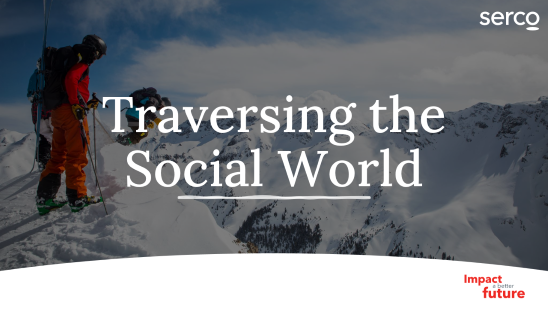 serco
Traversing the
Social World
Impact
a better
future